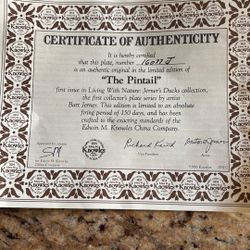 CERTIFICATE OF AUTHENTICITY
It is hereby certified
that this plate, number 16077J
is an authentic original in the limited edition of
"The Pintail"
first issue in Living With Nature: Jerner's Ducks collection,
the first collector's plate series by artist
Bart Jerner. This edition is limited to an absolute
firing period of 150 days, and has been
crafted to the exacting standards of the
Edwin M. Knowles China Company.
Richard
Vice-President
Knowles